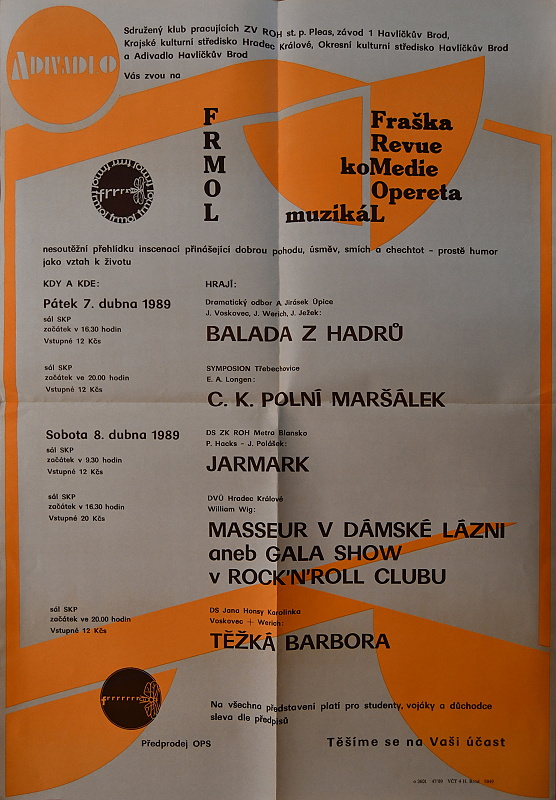 ADIVADLO
Sdružený klub pracujících ZV ROH st. p. Pleas, závod 1 Havlíčkův Brod,
Krajské kulturní středisko Hradec Králové, Okresní kulturní středisko Havlíčkův Brod
a Adivadlo Havlíčkův Brod
Vás zvou na
FRMOL
Fraška
Revue
koMedie
Opereta
muzikáL
nesoutěžní přehlídku inscenací přinášející dobrou pohodu, úsměv, smích a chechtot – prostě humor
jako vztah k životu
KDY A KDE:
HRAJÍ:
Pátek 7. dubna 1989
sál SKP
začátek v 16.30 hodin
Vstupné 12 Kčs
Dramatický odbor A Jirásek Úpice
J. Voskovec, J. Werich, J. Ježek:
BALADA Z HADRŮ
sál SKP
začátek ve 20.00 hodin
Vstupné 12 Kčs
SYMPOSION Třebechovice
E. A. Longen:
C. K. POLNÍ MARŠÁLEK
Sobota 8. dubna 1989
sál SKP
začátek v 9.30 hodin
Vstupné 12 Kčs
DS ZK ROH Metra Blansko
P. Hacks – J. Polášek:
JARMARK
sál SKP
začátek v 16.30 hodin
Vstupné 20 Kčs
DVÚ Hradec Králové
William Wig:
MASSEUR V DÁMSKÉ LÁZNI
aneb GALA SHOW
v ROCK'N'ROLL CLUBU
sál SKP
začátek ve 20.00 hodin
Vstupné 12 Kčs
DS Jana Honsy Karolinka
Voskovec + Werich:
TĚŽKÁ BARBORA
Na všechna představení platí pro studenty, vojáky a důchodce
sleva dle předpisů
Předprodej OPS
Těšíme se na Vaši účast